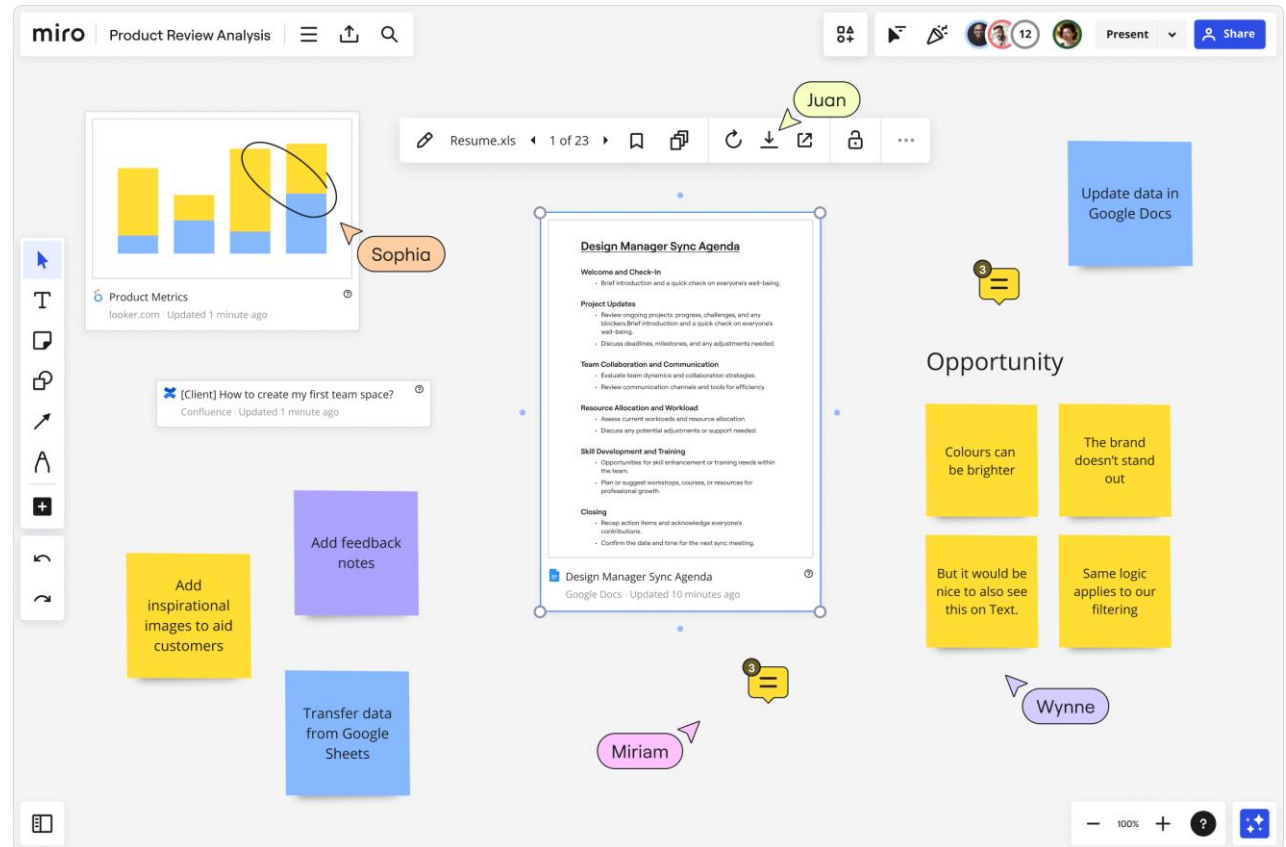 miro
Product Review Analysis
12
Present
Share
Juan
Resume.xls
1 of 23
Sophia
Product Metrics
looker.com Updated 1 minute ago
[Client] How to create my first team space?
Confluence Updated 1 minute ago
Design Manager Sync Agenda
Welcome and Check-In
- Brief introduction and a quick check on everyone's well-being.
Project Updates
- Review ongoing projects: progress, challenges, and any
blockers.Brief introduction and a quick check on everyone's
well-being.
- Discuss deadlines, milestones, and any adjustments needed.
Team Collaboration and Communication
- Evaluate team dynamics and collaboration strategies.
- Review communication channels and tools for efficiency.
Resource Allocation and Workload
- Assess current workloads and resource allocation
- Discuss any potential adjustments or support needed.
Skill Development and Training
- Opportunities for skill enhancement or training needs within
the team.
- Plan or suggest workshops, courses, or resources for
professional growth.
Closing
- Recap action items and acknowledge everyone's
contributions.
- Confirm the date and time for the next sync meeting.
Design Manager Sync Agenda
Google Docs Updated 10 minutes ago
Update data in
Google Docs
3
Opportunity
Colours can
be brighter
The brand
doesn't stand
out
But it would be
nice to also see
this on Text.
Same logic
applies to our
filtering
Wynne
Add feedback
notes
Add
inspirational
images to aid
customers
Transfer data
from Google
Sheets
3
Miriam
100%
?